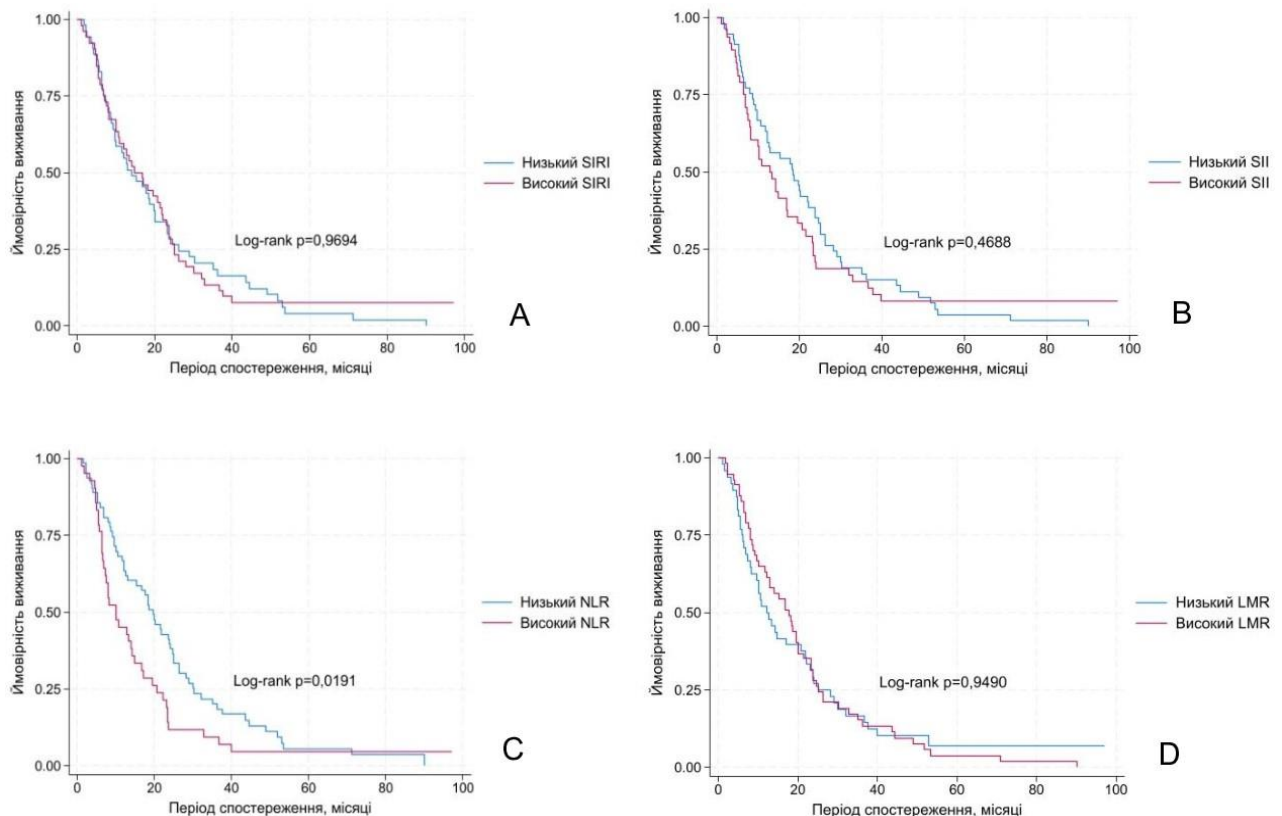 1.00
0.75
0.50
0.25
0.00
Ймовірність виживання
0
20
40
60
80
100
Період спостереження, місяці
Log-rank p=0,9694
Низький SIRI
Високий SIRI
A
1.00
0.75
0.50
0.25
0.00
Ймовірність виживання
0
20
40
60
80
100
Період спостереження, місяці
Log-rank p=0,4688
Низький SII
Високий SII
B
1.00
0.75
0.50
0.25
0.00
Ймовірність виживання
0
20
40
60
80
100
Період спостереження, місяці
Log-rank p=0,0191
Низький NLR
Високий NLR
C
1.00
0.75
0.50
0.25
0.00
Ймовірність виживання
0
20
40
60
80
100
Період спостереження, місяці
Log-rank p=0,9490
Низький LMR
Високий LMR
D